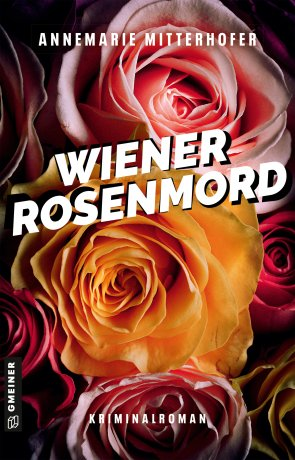 ANNEMARIE MITTERHOFER
WIENER
ROSENMORD
KRIMINALROMAN
GMEINER